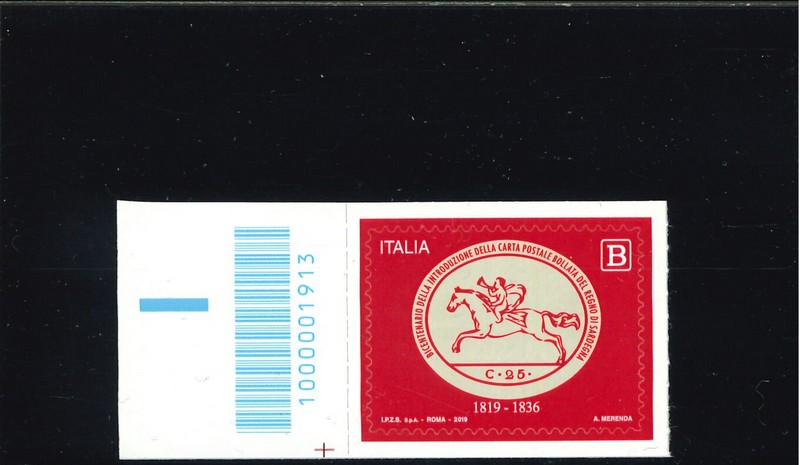 1000001913
ITALIA
B
BICENTENARIO DELLA INTRODUZIONE DELLA CARTA POSTALE BOLLATA DEL REGNO DI SARDEGNA
C·25·
1819 - 1836
I.P.Z.S. S.p.A. - ROMA - 2019
A. MERENDA